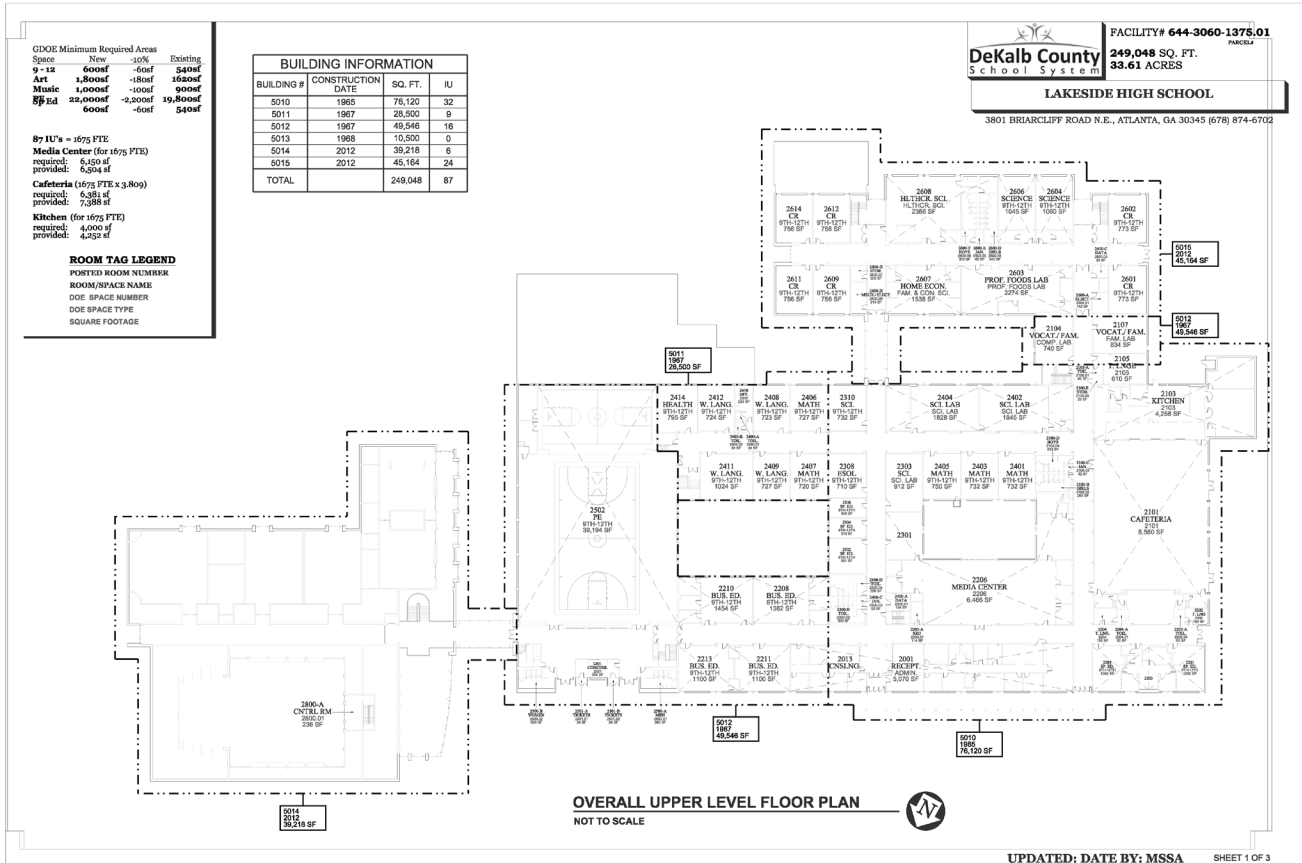 GDOE Minimum Required Areas
Space New -10% Existing
9 - 12 600sf -60sf 540sf
Art 1,800sf -180sf 1620sf
Music 1,000sf -100sf 900sf
PE 22,000sf -2,200sf 19,800sf
Sp Ed 600sf -60sf 540sf
87 IU's = 1675 FTE
Media Center (for 1675 FTE)
required: 6,150 sf
provided: 6,504 sf
Cafeteria (1675 FTE x 3.809)
required: 6,381 sf
provided: 7,388 sf
Kitchen (for 1675 FTE)
required: 4,000 sf
provided: 4,252 sf
ROOM TAG LEGEND
POSTED ROOM NUMBER
ROOM/SPACE NAME
DOE SPACE NUMBER
DOE SPACE TYPE
SQUARE FOOTAGE
BUILDING INFORMATION
BUILDING # CONSTRUCTION DATE SQ. FT. IU
5010 1965 76,120 32
5011 1967 28,500 9
5012 1967 49,546 16
5013 1968 10,500 0
5014 2012 39,218 6
5015 2012 45,164 24
TOTAL 249,048 87
DeKalb County
School System
FACILITY# 644-3060-1375.01
PARCEL#
249,048 SQ. FT.
33.61 ACRES
LAKESIDE HIGH SCHOOL
3801 BRIARCLIFF ROAD N.E., ATLANTA, GA 30345 (678) 874-6702
2614
CR
9TH-12TH
756 SF
2612
CR
9TH-12TH
756 SF
2608
HLTHCR. SCI.
HLTHCR. SCI.
2386 SF
2606
SCIENCE
9TH-12TH
1045 SF
2604
SCIENCE
9TH-12TH
1060 SF
2602
CR
9TH-12TH
773 SF
5015
2012
45,164 SF
2611
CR
9TH-12TH
756 SF
2609
CR
9TH-12TH
756 SF
2607
HOME ECON.
FAM. & CON. SCI.
1538 SF
2603
PROF. FOODS LAB
PROF. FOODS LAB
2274 SF
2601
CR
9TH-12TH
773 SF
5012
1967
49,546 SF
2104
VOCAT./ FAM.
COMP. LAB
740 SF
2107
VOCAT./ FAM.
FAM. LAB
834 SF
2105
T. LNGE
2105
610 SF
5011
1967
28,500 SF
2414
HEALTH
9TH-12TH
795 SF
2412
W. LANG.
9TH-12TH
724 SF
2408
W. LANG.
9TH-12TH
723 SF
2406
MATH
9TH-12TH
727 SF
2310
SCI.
9TH-12TH
732 SF
2404
SCI. LAB
SCI. LAB
1828 SF
2402
SCI. LAB
SCI. LAB
1845 SF
2103
KITCHEN
2103
4,258 SF
2411
W. LANG.
9TH-12TH
1024 SF
2409
W. LANG.
9TH-12TH
727 SF
2407
MATH
9TH-12TH
720 SF
2308
ESOL
9TH-12TH
710 SF
2303
SCI.
SCI. LAB
912 SF
2405
MATH
9TH-12TH
750 SF
2403
MATH
9TH-12TH
732 SF
2401
MATH
9TH-12TH
732 SF
2502
PE
9TH-12TH
39,194 SF
2301
2101
CAFETERIA
2101
8,560 SF
2210
BUS. ED.
9TH-12TH
1454 SF
2208
BUS. ED.
9TH-12TH
1362 SF
2206
MEDIA CENTER
2206
6,466 SF
2213
BUS. ED.
9TH-12TH
1100 SF
2211
BUS. ED.
9TH-12TH
1100 SF
2013
CNSLNG.
2001
RECEPT.
ADMIN.
5,070 SF
2800-A
CNTRL RM
2800.01
236 SF
5012
1967
49,546 SF
5010
1965
76,120 SF
5014
2012
39,218 SF
OVERALL UPPER LEVEL FLOOR PLAN
NOT TO SCALE
N
UPDATED: DATE BY: MSSA
SHEET 1 OF 3